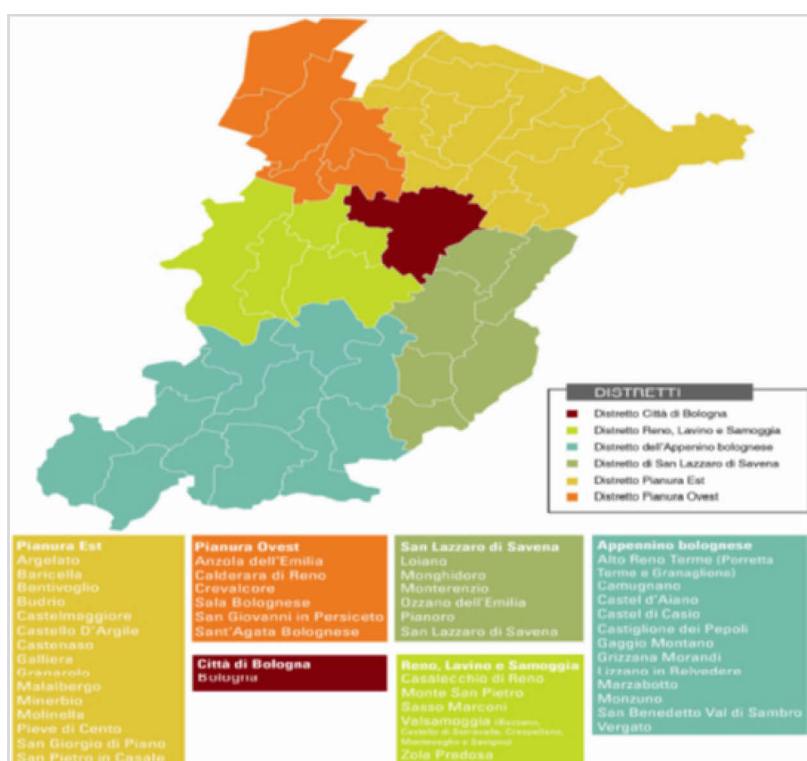 DISTRETTI
Distretto Città di Bologna
Distretto Reno, Lavino e Samoggia
Distretto dell'Appenino bolognese
Distretto di San Lazzaro di Savena
Distretto Pianura Est
Distretto Pianura Ovest
Pianura Est
Argelato
Baricella
Bentivoglio
Budrio
Castelmaggiore
Castello D'Argile
Castenaso
Galliera
Granarolo
Malalbergo
Minerbio
Molinella
Pieve di Cento
San Giorgio di Piano
San Pietro in Casale
Pianura Ovest
Anzola dell'Emilia
Calderara di Reno
Crevalcore
Sala Bolognese
San Giovanni in Persiceto
Sant'Agata Bolognese
Città di Bologna
Bologna
San Lazzaro di Savena
Loiano
Monghidoro
Monterenzio
Ozzano dell'Emilia
Pianoro
San Lazzaro di Savena
Reno, Lavino e Samoggia
Casalecchio di Reno
Monte San Pietro
Sasso Marconi
Valsamoggia (Bazzano,
Castello di Serravalle, Crespellano,
Monteveglio e Savigno)
Zola Predosa
Appennino bolognese
Alto Reno Terme (Porretta
Terme e Granaglione)
Camugnano
Castel d'Aiano
Castel di Casio
Castiglione dei Pepoli
Gaggio Montano
Grizzana Morandi
Lizzano in Belvedere
Marzabotto
Monzuno
San Benedetto Val di Sambro
Vergato